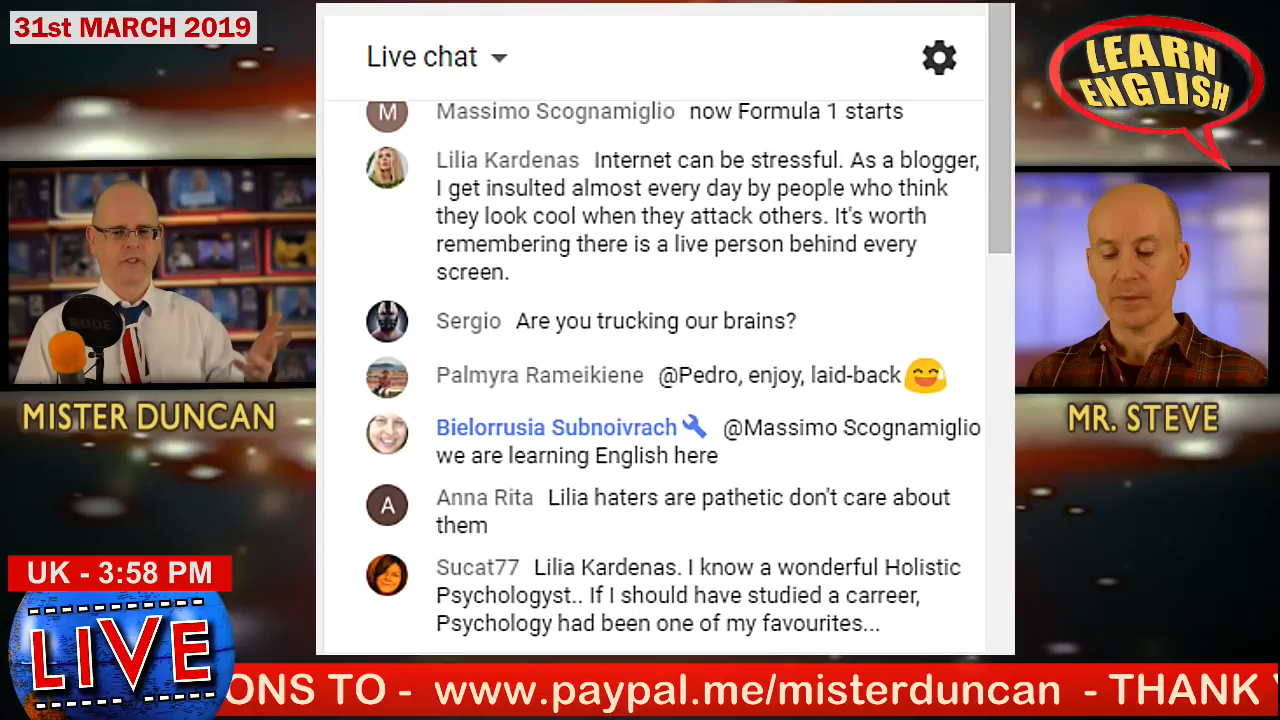 31st MARCH 2019
LEARN
ENGLISH
Live chat
M
Massimo Scognamiglio now Formula 1 starts
Lilia Kardenas Internet can be stressful. As a blogger,
I get insulted almost every day by people who think
they look cool when they attack others. It's worth
remembering there is a live person behind every
screen.
Sergio Are you trucking our brains?
Palmyra Rameikiene @Pedro, enjoy, laid-back😅
Bielorrusia Subnoivrach🔧 @Massimo Scognamiglio
we are learning English here
A
Anna Rita Lilia haters are pathetic don't care about
them
Sucat77 Lilia Kardenas. I know a wonderful Holistic
Psychologyst.. If I should have studied a carreer,
Psychology had been one of my favourites...
RODE
MISTER DUNCAN
MR. STEVE
UK - 3:58 PM
LIVE
ONS TO - www.paypal.me/misterduncan - THANK